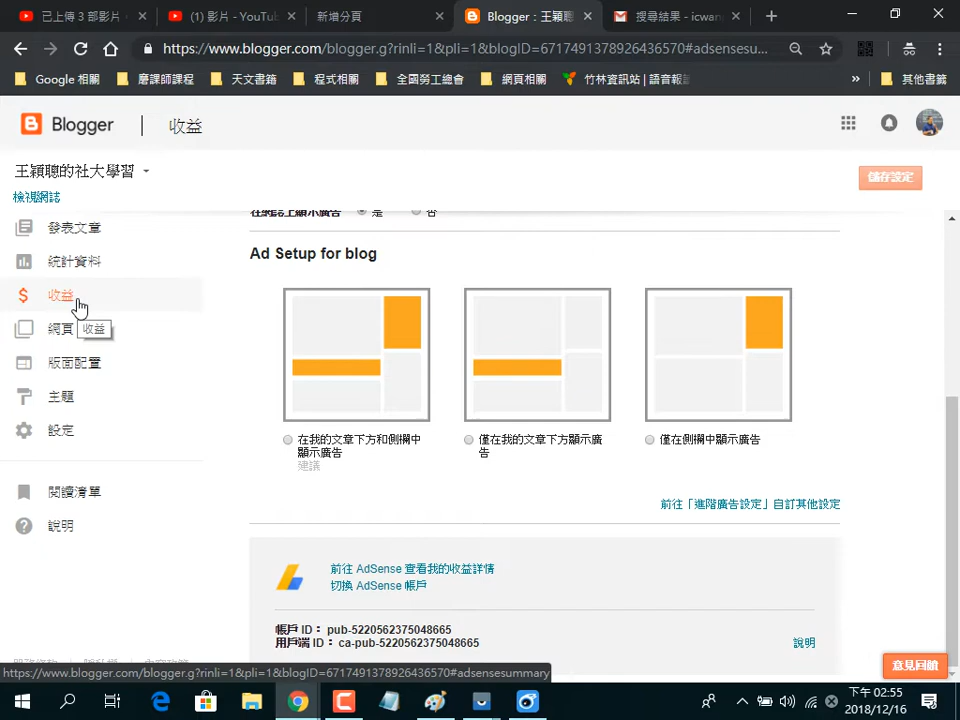 已上傳 3 部影片
(1) 影片 - YouTu
新增分頁
Blogger：王穎聰
搜尋結果 - icwan
https://www.blogger.com/blogger.g?rinli=1&pli=1&blogID=6717491378926436570#adsensesu...
Google 相關
磨課師課程
天文書籍
程式相關
全國勞工總會
網頁相關
竹林資訊站 | 語音報
»
其他書籤
Blogger
收益
王穎聰的社大學習
儲存設定
檢視網誌
在網誌上顯示廣告
是
否
發表文章
統計資料
收益
網頁
收益
版面配置
主題
設定
閱讀清單
說明
Ad Setup for blog
在我的文章下方和側欄中
顯示廣告
建議
僅在我的文章下方顯示廣
告
僅在側欄中顯示廣告
前往「進階廣告設定」自訂其他設定
前往 AdSense 查看我的收益詳情
切換 AdSense 帳戶
帳戶 ID： pub-5220562375048665
用戶端 ID： ca-pub-5220562375048665
說明
意見回饋
https://www.blogger.com/blogger.g?rinli=1&pli=1&blogID=6717491378926436570#adsensesummary
下午 02:55
2018/12/16